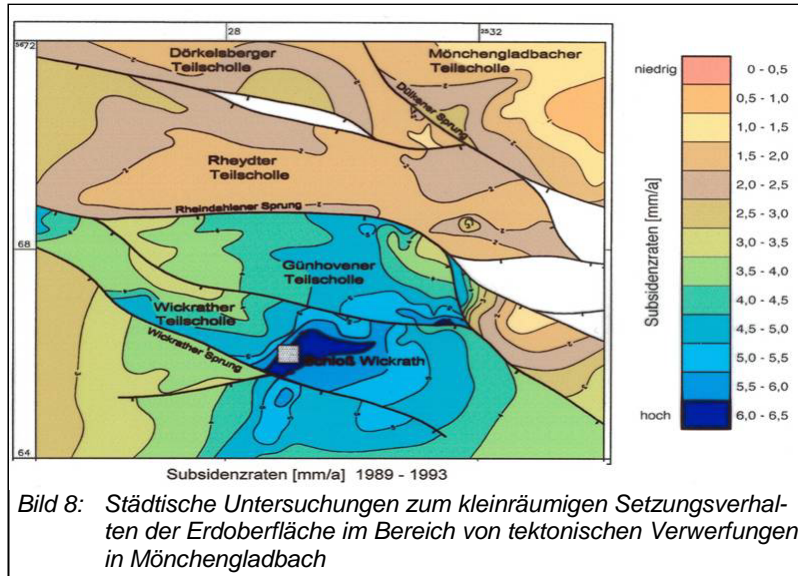 28
²⁵32
⁵⁶72
Dörkelsberger
Teilscholle
Mönchengladbacher
Teilscholle
Dülkener Sprung
Rheydter
Teilscholle
Rheindahlener Sprung
68
Günhovener
Teilscholle
Wickrather
Teilscholle
Wickrather Sprung
Schloß Wickrath
64
Subsidenzraten [mm/a] 1989 - 1993
niedrig
0 - 0,5
0,5 - 1,0
1,0 - 1,5
1,5 - 2,0
2,0 - 2,5
2,5 - 3,0
3,0 - 3,5
3,5 - 4,0
4,0 - 4,5
4,5 - 5,0
5,0 - 5,5
5,5 - 6,0
hoch
6,0 - 6,5
Subsidenzraten [mm/a]
Bild 8: Städtische Untersuchungen zum kleinräumigen Setzungsverhal-
ten der Erdoberfläche im Bereich von tektonischen Verwerfungen
in Mönchengladbach